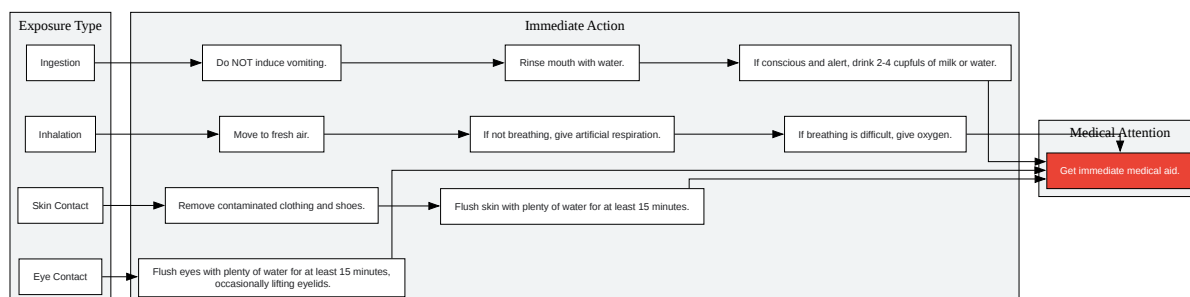 Exposure Type
Immediate Action
Ingestion
Do NOT induce vomiting.
Rinse mouth with water.
If conscious and alert, drink 2-4 cupfuls of milk or water.
Inhalation
Move to fresh air.
If not breathing, give artificial respiration.
If breathing is difficult, give oxygen.
Medical Attention
Get immediate medical aid.
Skin Contact
Remove contaminated clothing and shoes.
Flush skin with plenty of water for at least 15 minutes.
Eye Contact
Flush eyes with plenty of water for at least 15 minutes,
occasionally lifting eyelids.